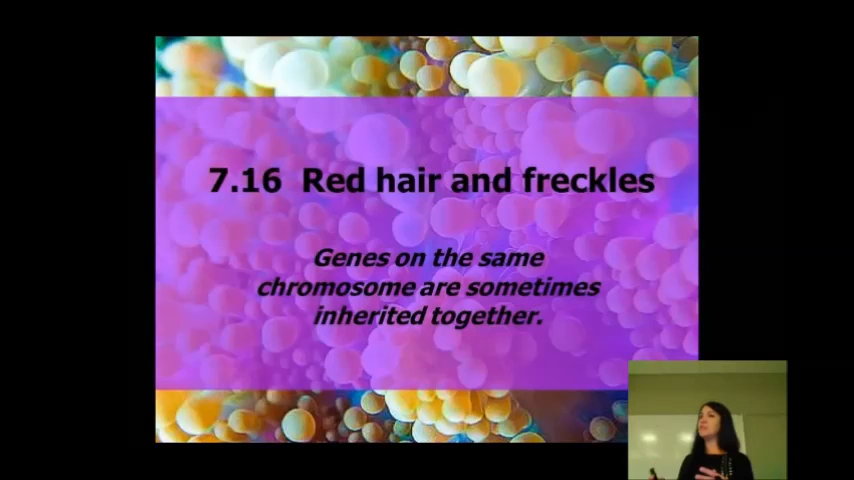 7.16 Red hair and freckles
Genes on the same
chromosome are sometimes
inherited together.